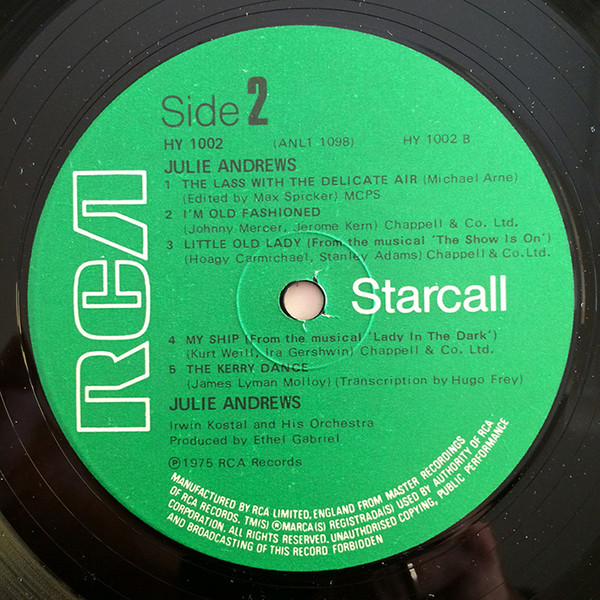 RCA
Side 2
HY 1002 (ANL1 1098) HY 1002 B
JULIE ANDREWS
1 THE LASS WITH THE DELICATE AIR (Michael Arne)
(Edited by Max Spicker) MCPS
2 I'M OLD FASHIONED
(Johnny Mercer, Jerome Kern) Chappell & Co. Ltd.
3 LITTLE OLD LADY (From the musical 'The Show Is On')
(Hoagy Carmichael, Stanley Adams) Chappell & Co.Ltd.
Starcall
4 MY SHIP (From the musical 'Lady In The Dark')
(Kurt Weill, Ira Gershwin) Chappell & Co. Ltd.
5 THE KERRY DANCE
(James Lyman Molloy) (Transcription by Hugo Frey)
JULIE ANDREWS
Irwin Kostal and His Orchestra
Produced by Ethel Gabriel
℗1975 RCA Records
MANUFACTURED BY RCA LIMITED, ENGLAND FROM MASTER RECORDINGS
OF RCA RECORDS. TM(S) ® MARCA(S) REGISTRADA(S) USED BY AUTHORITY OF RCA
CORPORATION. ALL RIGHTS RESERVED. UNAUTHORISED COPYING, PUBLIC PERFORMANCE
AND BROADCASTING OF THIS RECORD FORBIDDEN